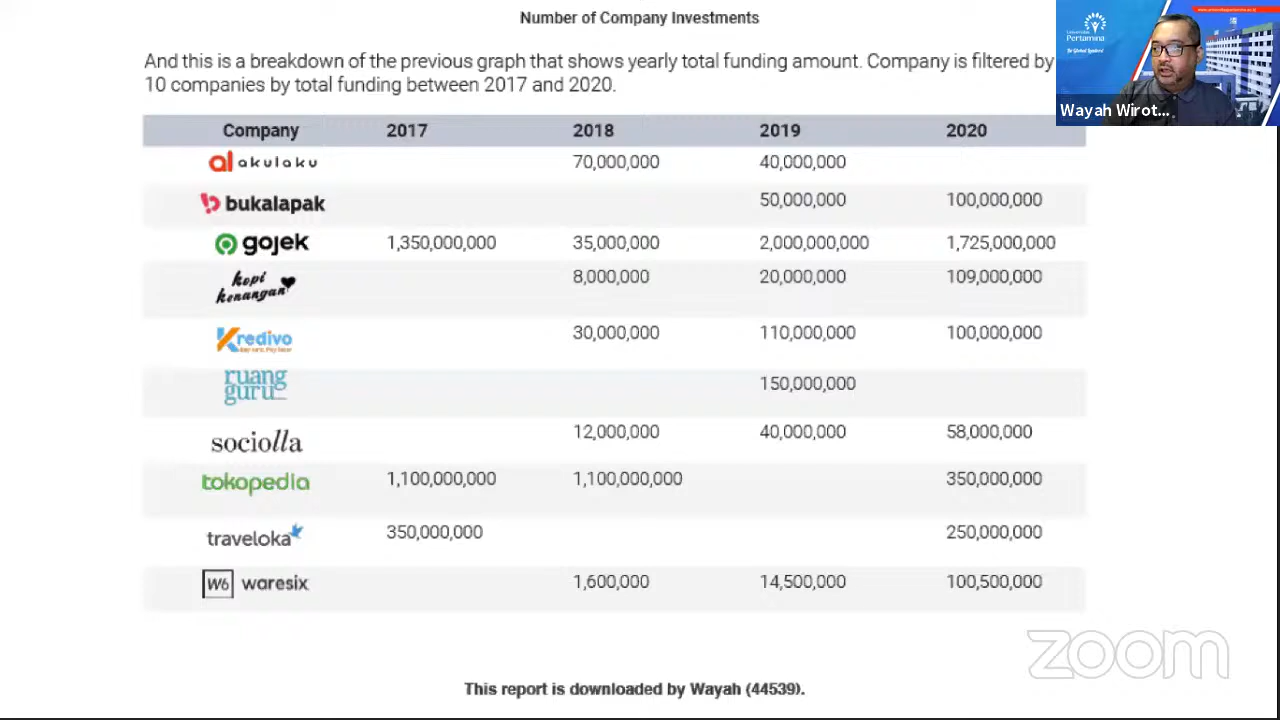 Number of Company Investments
And this is a breakdown of the previous graph that shows yearly total funding amount. Company is filtered by
10 companies by total funding between 2017 and 2020.
Universitas
Pertamina
Wayah Wirot...
Company 2017 2018 2019 2020
al akulaku 70,000,000 40,000,000
bukalapak 50,000,000 100,000,000
gojek 1,350,000,000 35,000,000 2,000,000,000 1,725,000,000
kopi kenangan 8,000,000 20,000,000 109,000,000
Kredivo 30,000,000 110,000,000 100,000,000
ruang guru 150,000,000
sociolla 12,000,000 40,000,000 58,000,000
tokopedia 1,100,000,000 1,100,000,000 350,000,000
traveloka 350,000,000 250,000,000
W6 waresix 1,600,000 14,500,000 100,500,000
zoom
This report is downloaded by Wayah (44539).